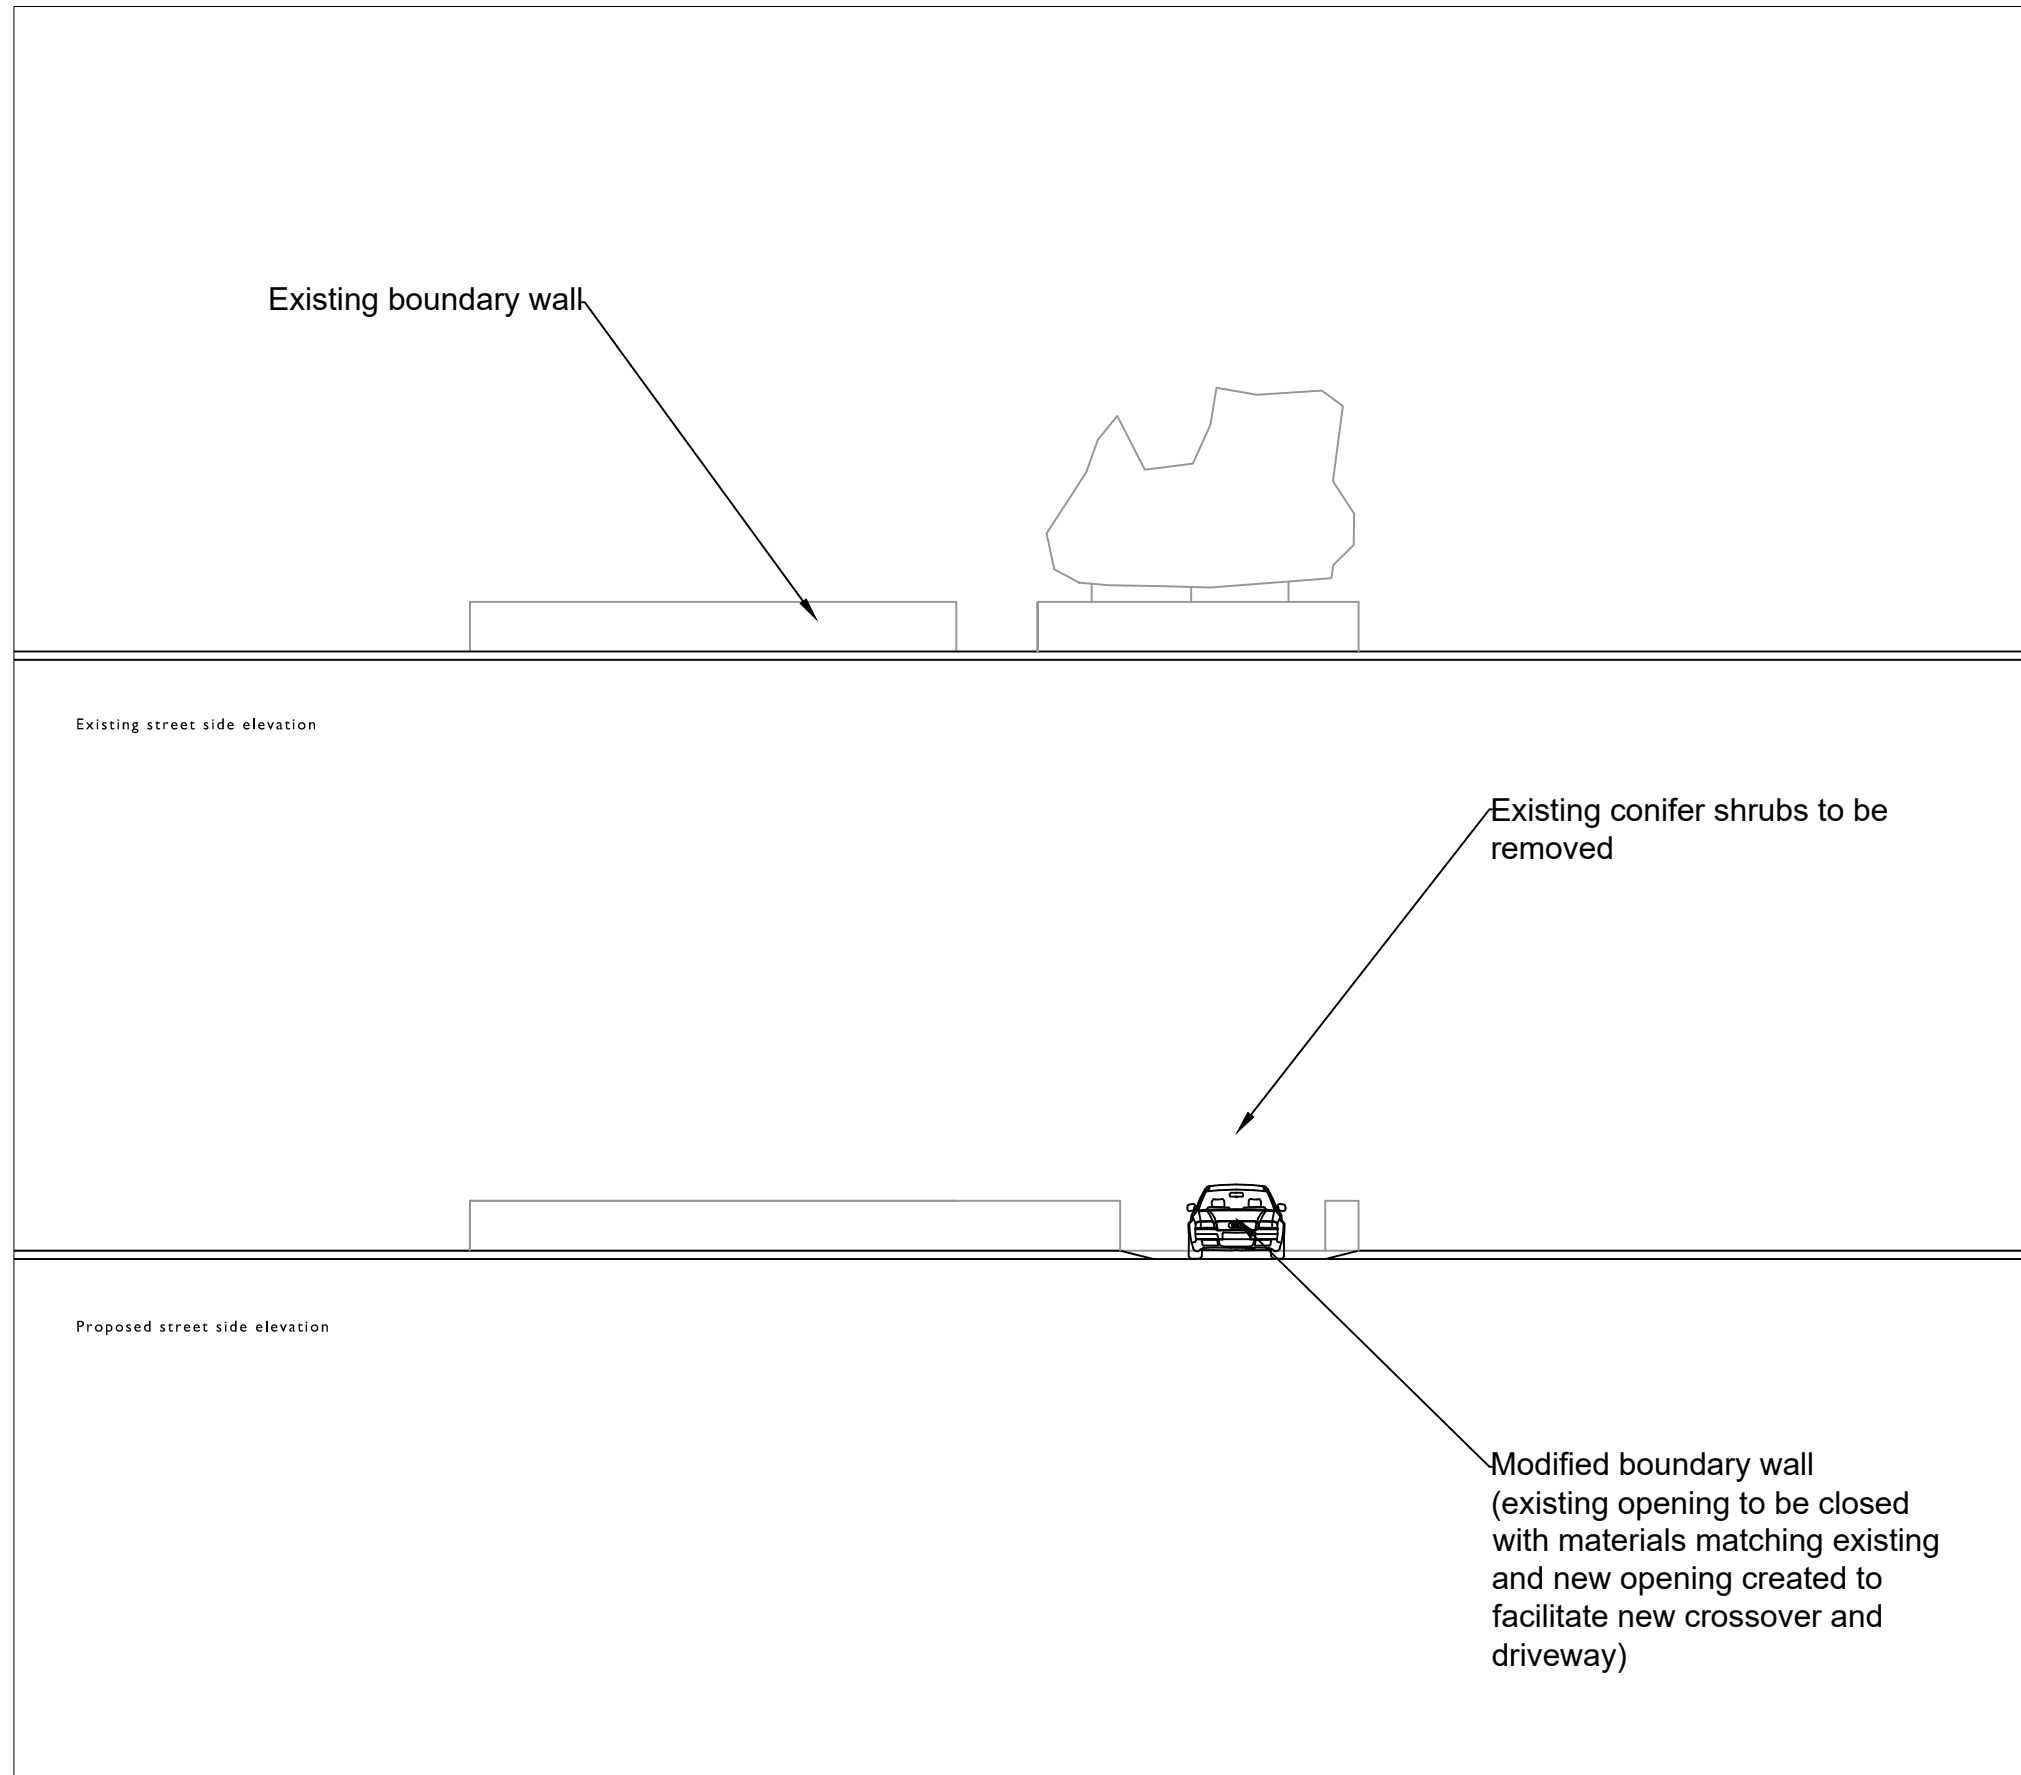 Existing boundary wall
Existing street side elevation
Existing conifer shrubs to be
removed
Proposed street side elevation
Modified boundary wall
(existing opening to be closed
with materials matching existing
and new opening created to
facilitate new crossover and
driveway)